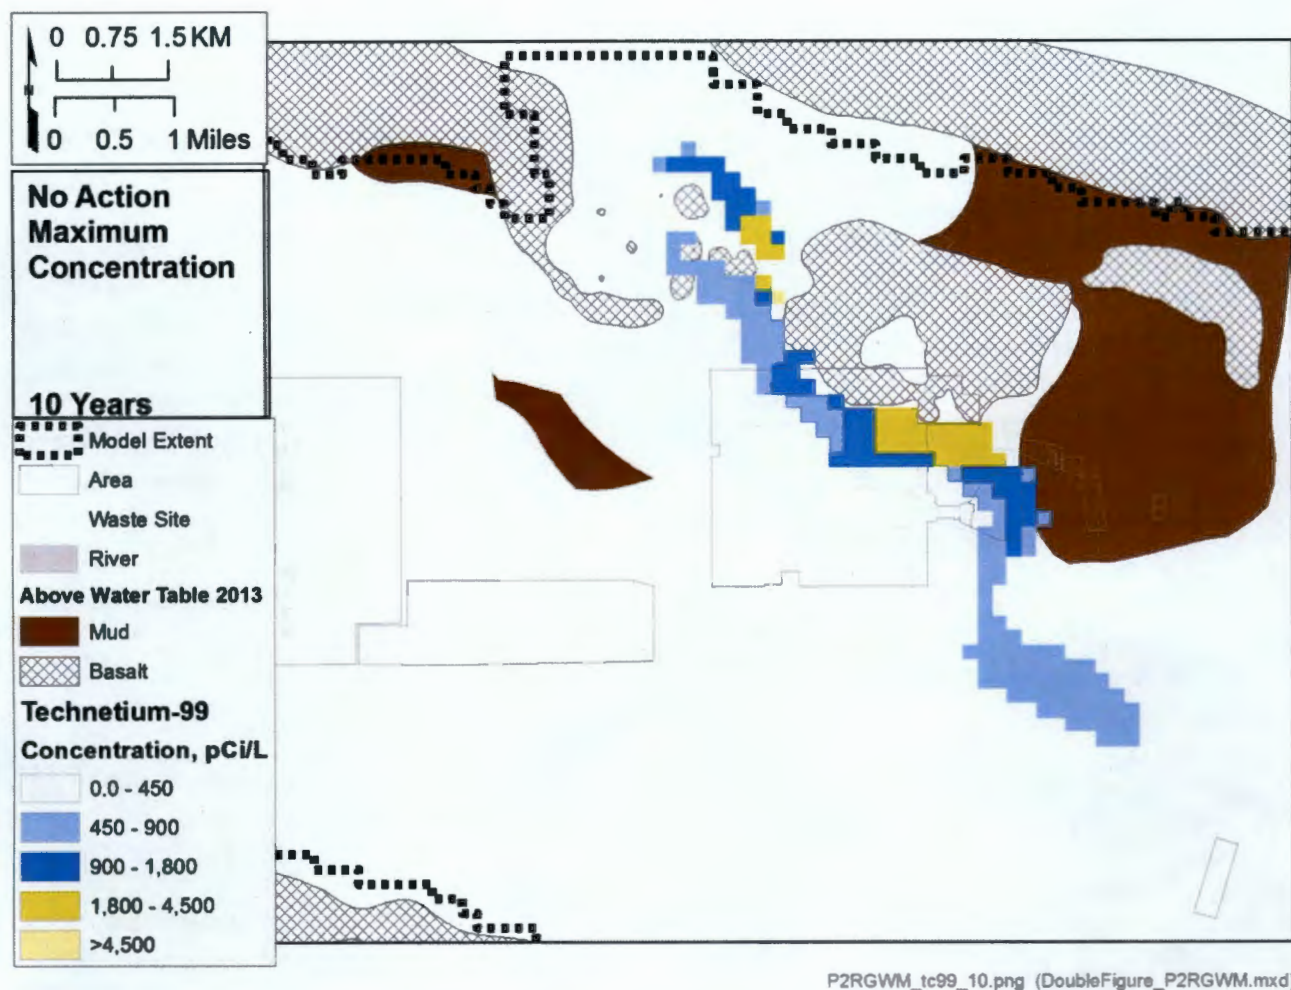 0 0.75 1.5 KM
0 0.5 1 Miles
No Action
Maximum
Concentration
10 Years
Model Extent
Area
Waste Site
River
Above Water Table 2013
Mud
Basalt
Technetium-99
Concentration, pCi/L
0.0 - 450
450 - 900
900 - 1,800
1,800 - 4,500
>4,500
P2RGWM_tc99_10.png (DoubleFigure_P2RGWM.mxd